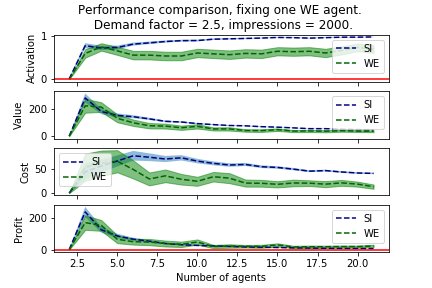 Performance comparison, fixing one WE agent.
Demand factor = 2.5, impressions = 2000.
Activation
1
0
SI
WE
Value
200
0
SI
WE
Cost
50
0
SI
WE
Profit
200
0
SI
WE
2.5 5.0 7.5 10.0 12.5 15.0 17.5 20.0
Number of agents